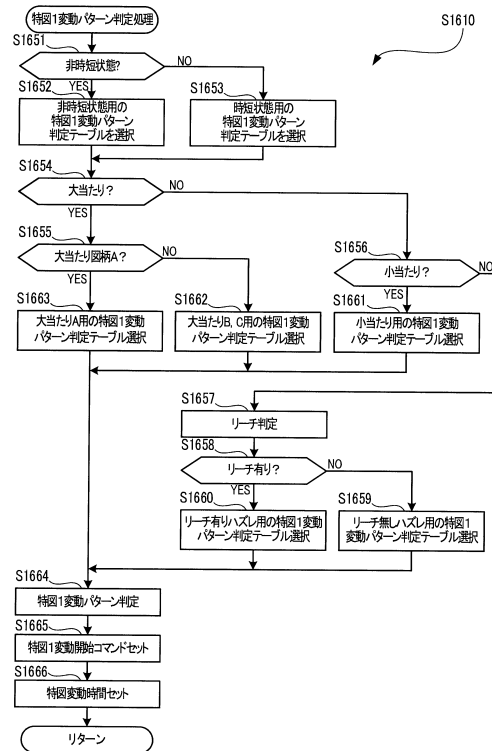 特図1変動パターン判定処理
S1610
S1651
非時短状態?
NO
YES
S1652
非時短状態用の
特図1変動パターン
判定テーブルを選択
S1653
時短状態用の
特図1変動パターン
判定テーブルを選択
S1654
大当たり?
NO
YES
S1655
大当たり図柄A?
NO
YES
S1656
小当たり?
NO
YES
S1663
大当たりA用の特図1変動
パターン判定テーブル選択
S1662
大当たりB, C用の特図1変動
パターン判定テーブル選択
S1661
小当たり用の特図1変動
パターン判定テーブル選択
S1657
リーチ判定
S1658
リーチ有り?
NO
YES
S1660
リーチ有りハズレ用の特図1変動
パターン判定テーブル選択
S1659
リーチ無しハズレ用の特図1
変動パターン判定テーブル選択
S1664
特図1変動パターン判定
S1665
特図1変動開始コマンドセット
S1666
特図変動時間セット
リターン